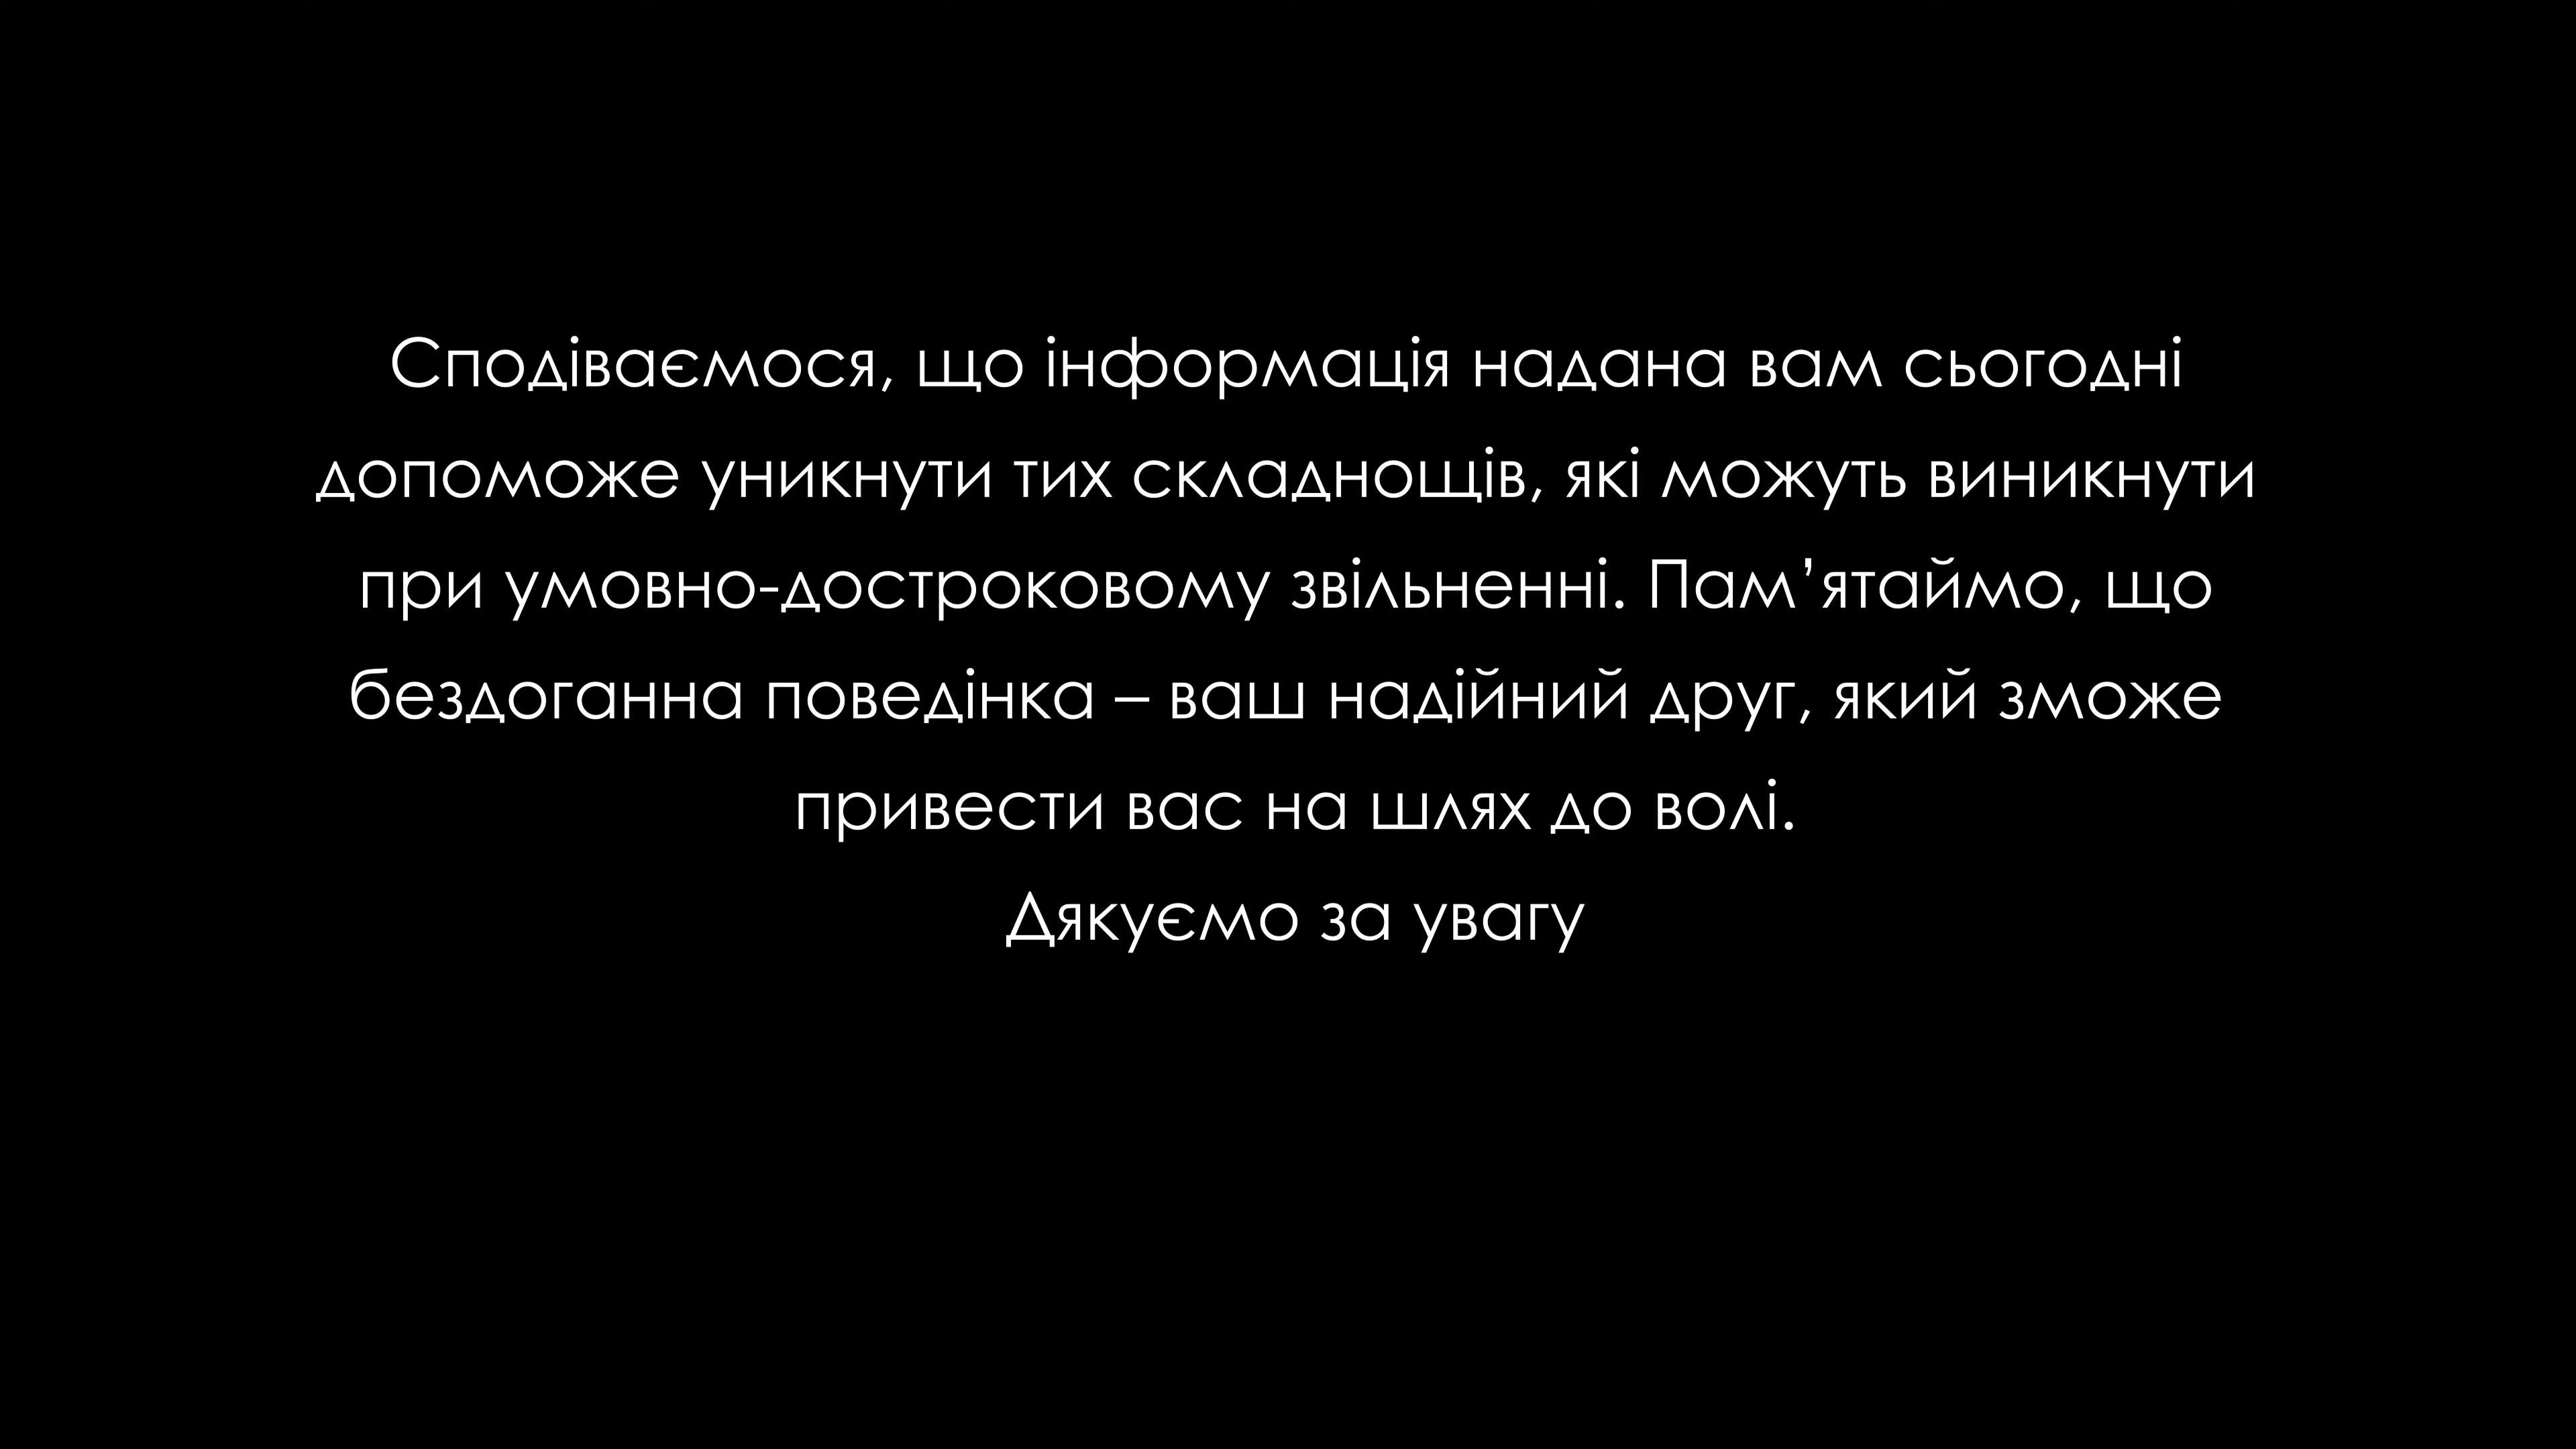 Сподіваємося, що інформація надана вам сьогодні
допоможе уникнути тих складнощів, які можуть виникнути
при умовно-достроковому звільненні. Пам’ятаймо, що
бездоганна поведінка – ваш надійний друг, який зможе
привести вас на шлях до волі.
Дякуємо за увагу